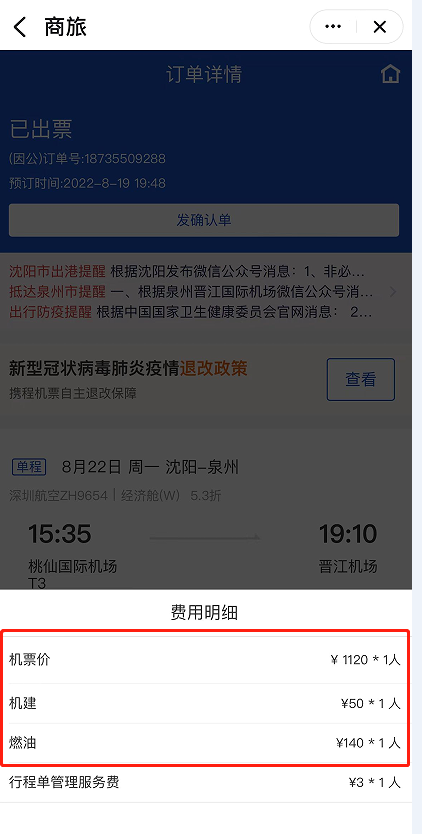 商旅
订单详情
已出票
(因公)订单号:18735509288
预订时间:2022-8-19 19:48
发确认单
沈阳市出港提醒 根据沈阳发布微信公众号消息：1、非必...
抵达泉州市提醒 一、根据泉州晋江国际机场微信公众号消...
出行防疫提醒 根据中国国家卫生健康委员会官网消息： 2...
新型冠状病毒肺炎疫情退改政策
携程机票自主退改保障
查看
单程 8月22日 周一 沈阳-泉州
深圳航空ZH9654 | 经济舱(W) 5.3折
15:35 19:10
桃仙国际机场 晋江机场
T3
费用明细
机票价 ¥ 1120 * 1人
机建 ¥50 * 1 人
燃油 ¥140 * 1 人
行程单管理服务费 ¥3 * 1 人